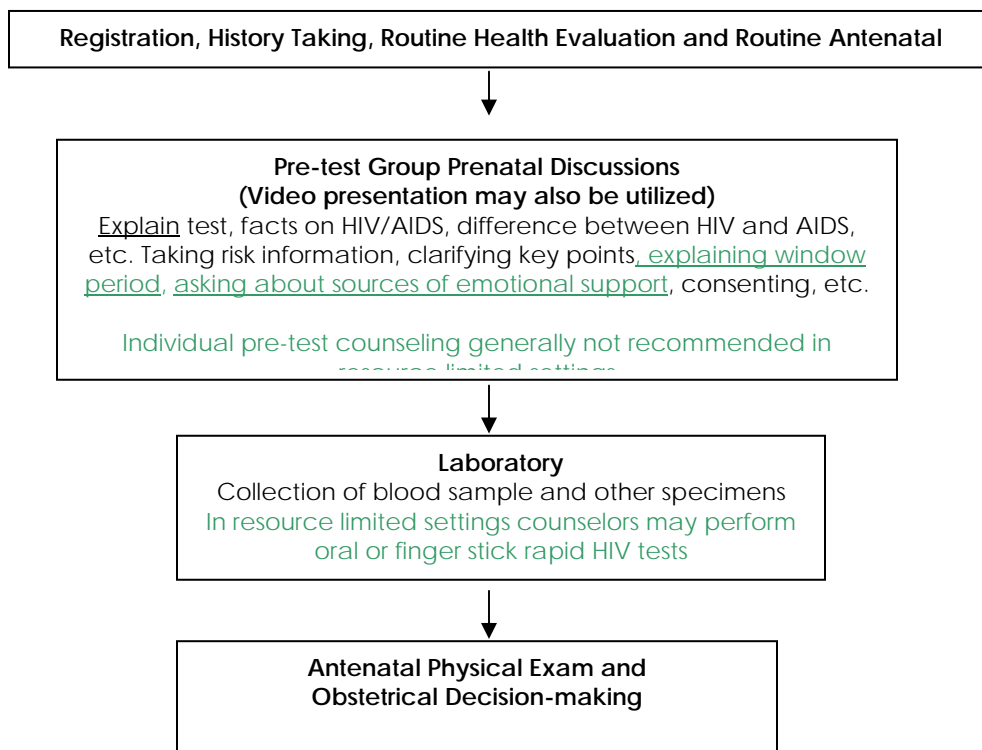 Registration, History Taking, Routine Health Evaluation and Routine Antenatal
Pre-test Group Prenatal Discussions
(Video presentation may also be utilized)
Explain test, facts on HIV/AIDS, difference between HIV and AIDS,
etc. Taking risk information, clarifying key points, explaining window
period, asking about sources of emotional support, consenting, etc.
Individual pre-test counseling generally not recommended in
resource limited settings
Laboratory
Collection of blood sample and other specimens
In resource limited settings counselors may perform
oral or finger stick rapid HIV tests
Antenatal Physical Exam and
Obstetrical Decision-making